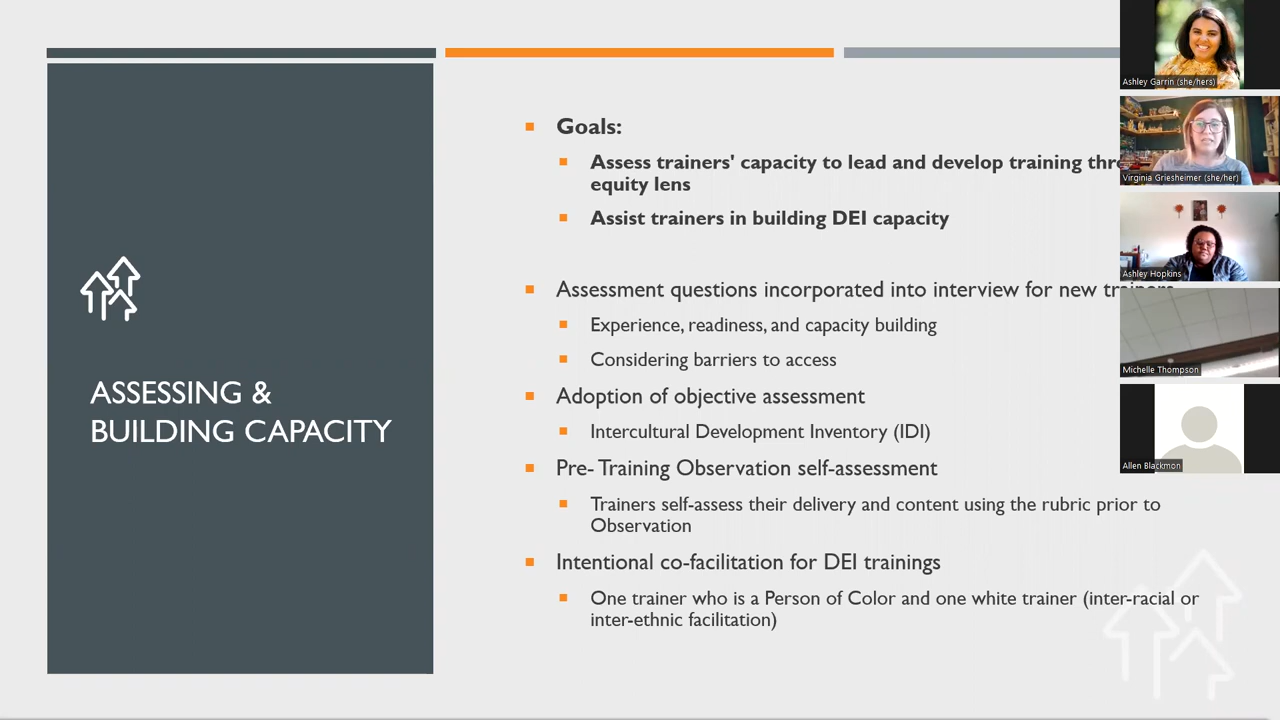 ASSESSING &
BUILDING CAPACITY
Goals:
Assess trainers' capacity to lead and develop training
equity lens
Assist trainers in building DEI capacity
Assessment questions incorporated into interview for new
Experience, readiness, and capacity building
Considering barriers to access
Adoption of objective assessment
Intercultural Development Inventory (IDI)
Pre- Training Observation self-assessment
Trainers self-assess their delivery and content using the rubric prior to
Observation
Intentional co-facilitation for DEI trainings
One trainer who is a Person of Color and one white trainer (inter-racial or
inter-ethnic facilitation)
Ashley Garrin (she/hers)
Virginia Griesheimer (she/her)
Ashley Hopkins
Michelle Thompson
Allen Blackmon